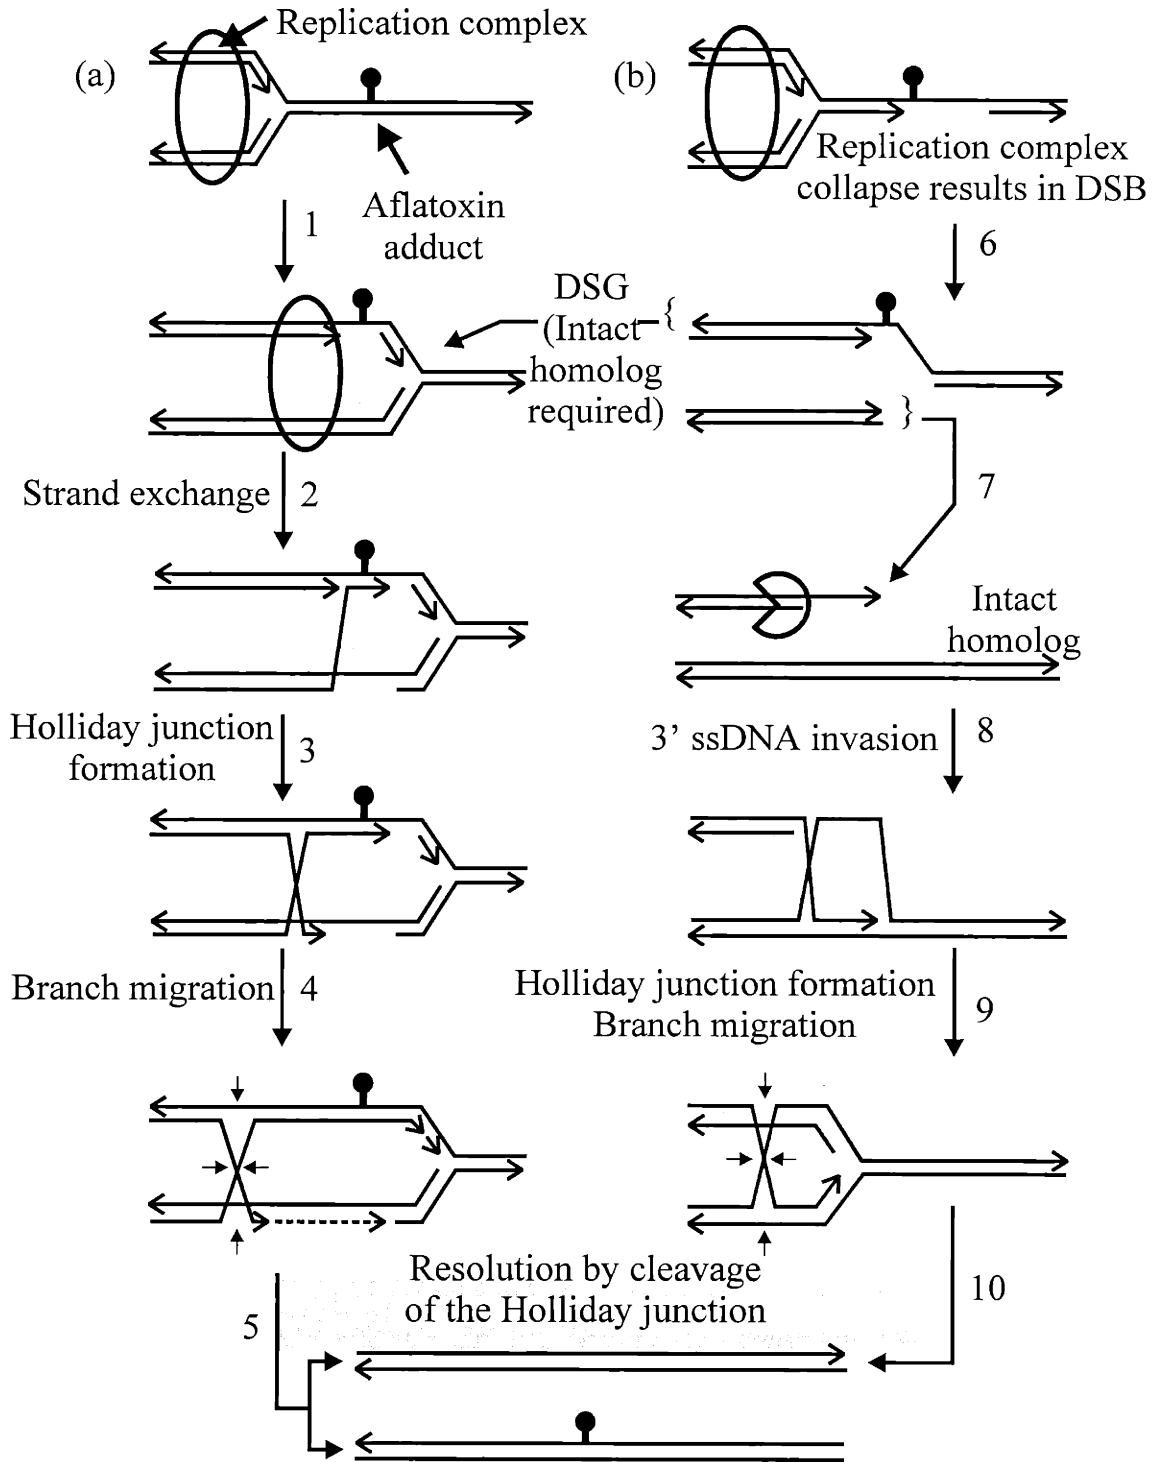 Replication complex
(a)
(b)
Replication complex
collapse results in DSB
Aflatoxin
adduct
1
6
DSG
(Intact
homolog
required)
{
}
Strand exchange
2
7
Intact
homolog
Holliday junction
formation
3
3’ ssDNA invasion
8
Branch migration
4
Holliday junction formation
Branch migration
9
Resolution by cleavage
of the Holliday junction
5
10